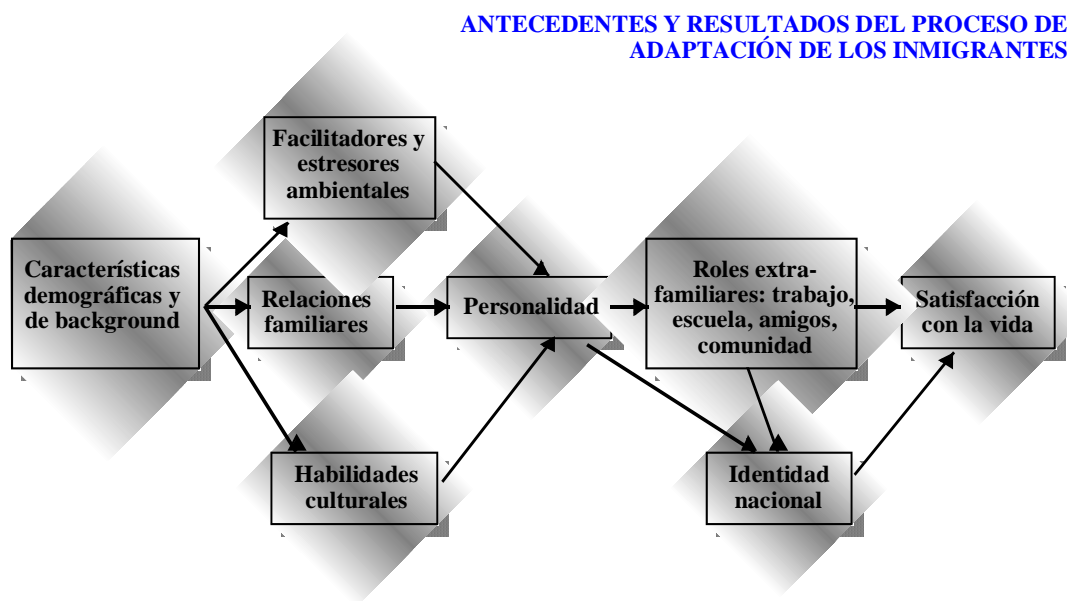 ANTECEDENTES Y RESULTADOS DEL PROCESO DE
ADAPTACIÓN DE LOS INMIGRANTES
Facilitadores y
estresores
ambientales
Características
demográficas y
de background
Relaciones
familiares
Personalidad
Roles extra-
familiares: trabajo,
escuela, amigos,
comunidad
Satisfacción
con la vida
Habilidades
culturales
Identidad
nacional